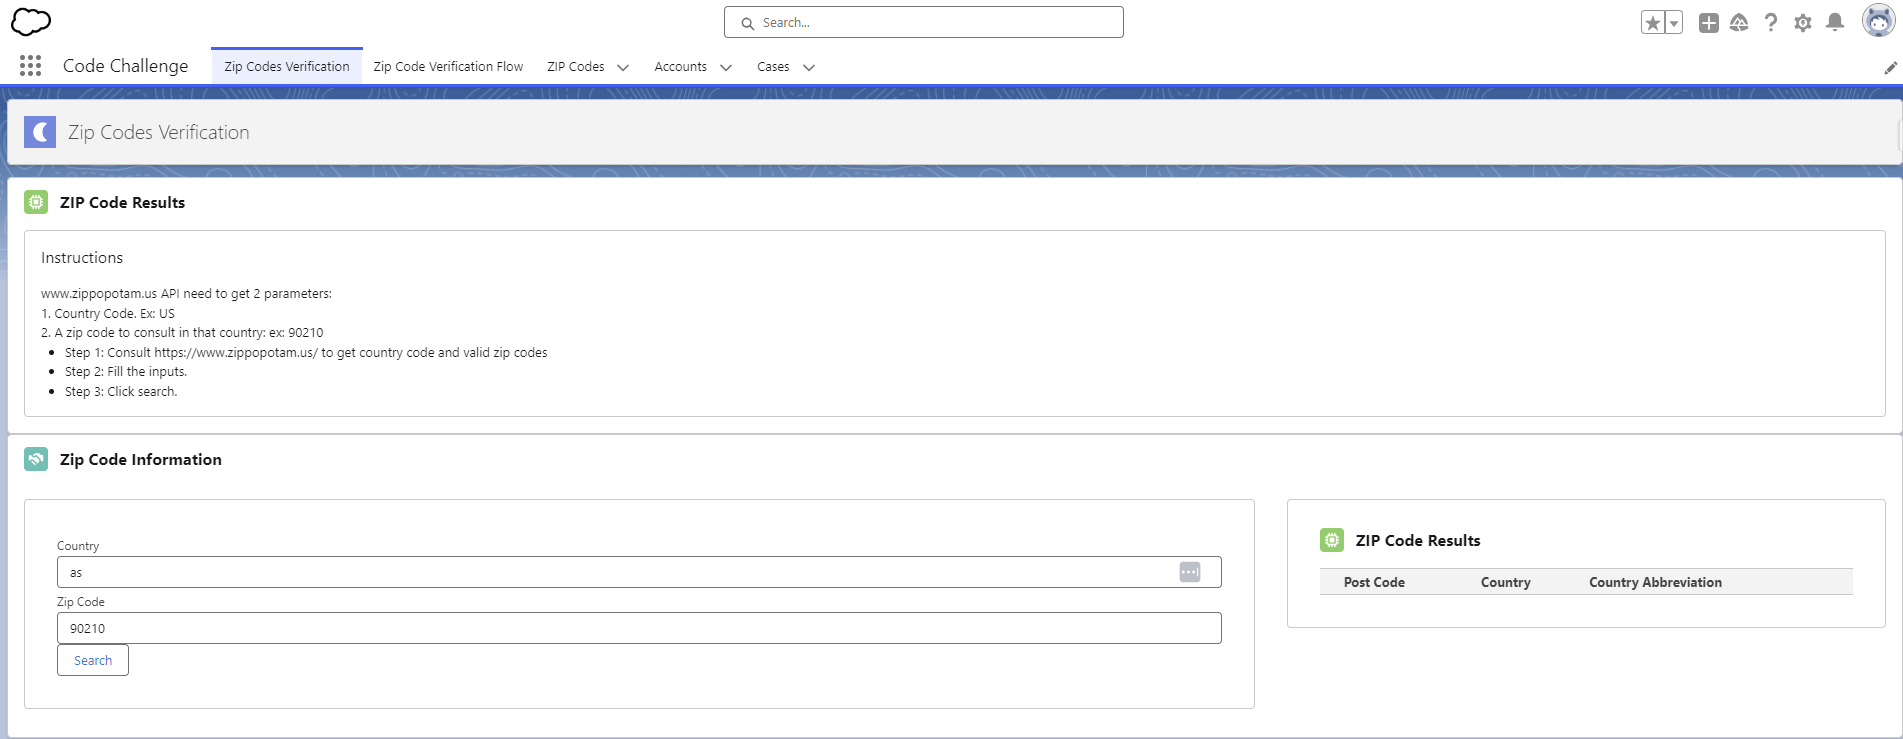 Search...
Code Challenge
Zip Codes Verification
Zip Code Verification Flow
ZIP Codes
Accounts
Cases
Zip Codes Verification
ZIP Code Results
Instructions
www.zippopotam.us API need to get 2 parameters:
1. Country Code. Ex: US
2. A zip code to consult in that country: ex: 90210
Step 1: Consult https://www.zippopotam.us/ to get country code and valid zip codes
Step 2: Fill the inputs.
Step 3: Click search.
Zip Code Information
Country
as
Zip Code
90210
Search
ZIP Code Results
Post Code Country Country Abbreviation